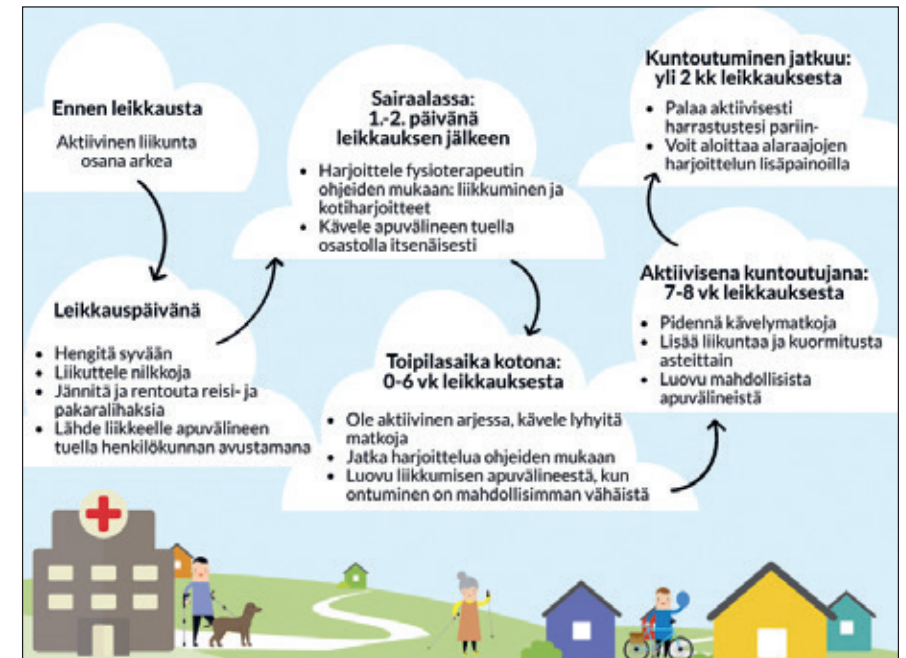 Ennen leikkausta
Aktiivinen liikunta
osana arkea
Leikkauspäivänä
• Hengitä syvään
• Liikuttele nilkkoja
• Jännitä ja rentouta reisi- ja
pakaralihaksia
• Lähde liikkeelle apuvälineen
tuella henkilökunnan avustamana
Sairaalassa:
1.-2. päivänä
leikkauksen jälkeen
• Harjoittele fysioterapeutin
ohjeiden mukaan: liikkuminen ja
kotiharjoitteet
• Kävele apuvälineen tuella
osastolla itsenäisesti
Toipilasaika kotona:
0-6 vk leikkauksesta
• Ole aktiivinen arjessa, kävele lyhyitä
matkoja
• Jatka harjoittelua ohjeiden mukaan
• Luovu liikkumisen apuvälineestä, kun
ontuminen on mahdollisimman vähäistä
Aktiivisena kuntoutujana:
7-8 vk leikkauksesta
• Pidennä kävelymatkoja
• Lisää liikuntaa ja kuormitusta
asteittain
• Luovu mahdollisista
apuvälineistä
Kuntoutuminen jatkuu:
yli 2 kk leikkauksesta
• Palaa aktiivisesti
harrastustesi pariin-
• Voit aloittaa alaraajojen
harjoittelun lisäpainoilla